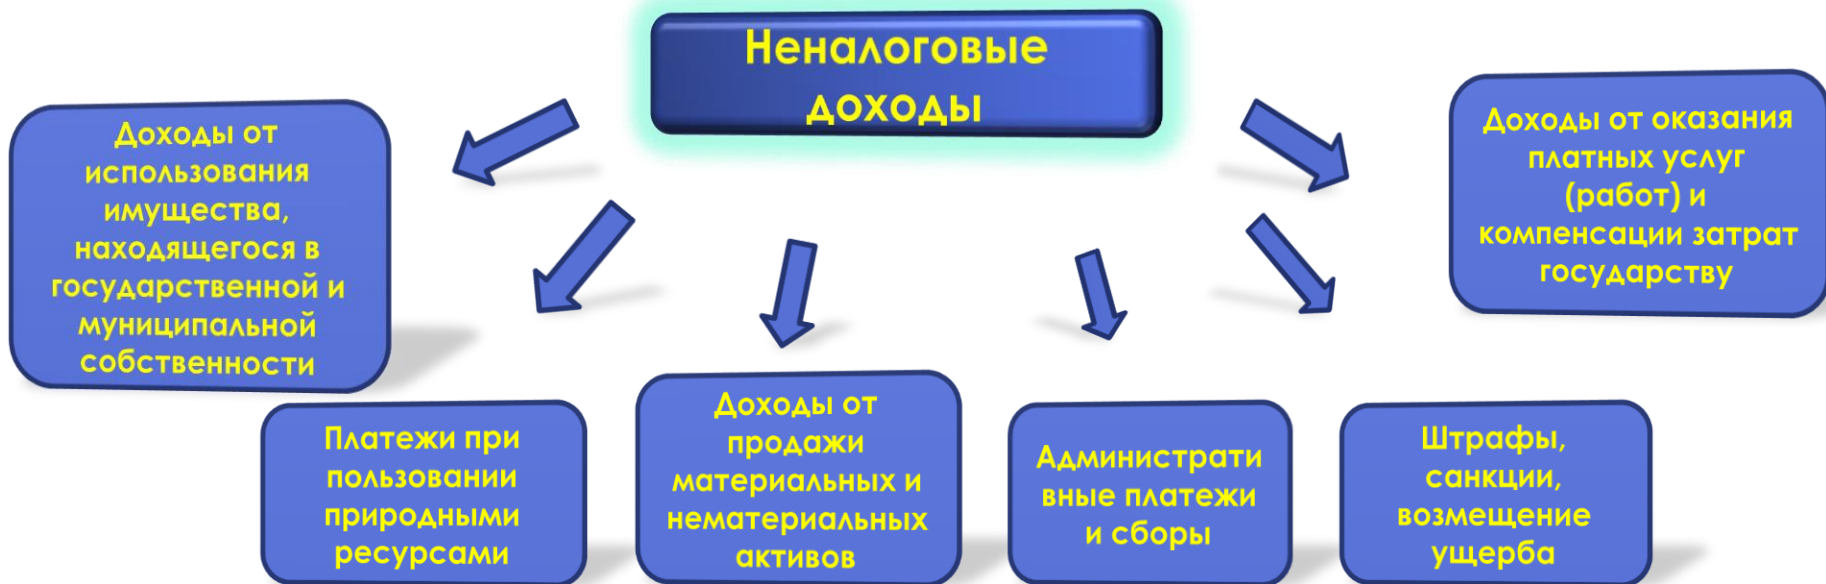 Неналоговые
доходы
Доходы от
использования
имущества,
находящегося в
государственной и
муниципальной
собственности
Доходы от оказания
платных услуг
(работ) и
компенсации затрат
государству
Платежи при
пользовании
природными
ресурсами
Доходы от
продажи
материальных и
нематериальных
активов
Администрати
вные платежи
и сборы
Штрафы,
санкции,
возмещение
ущерба